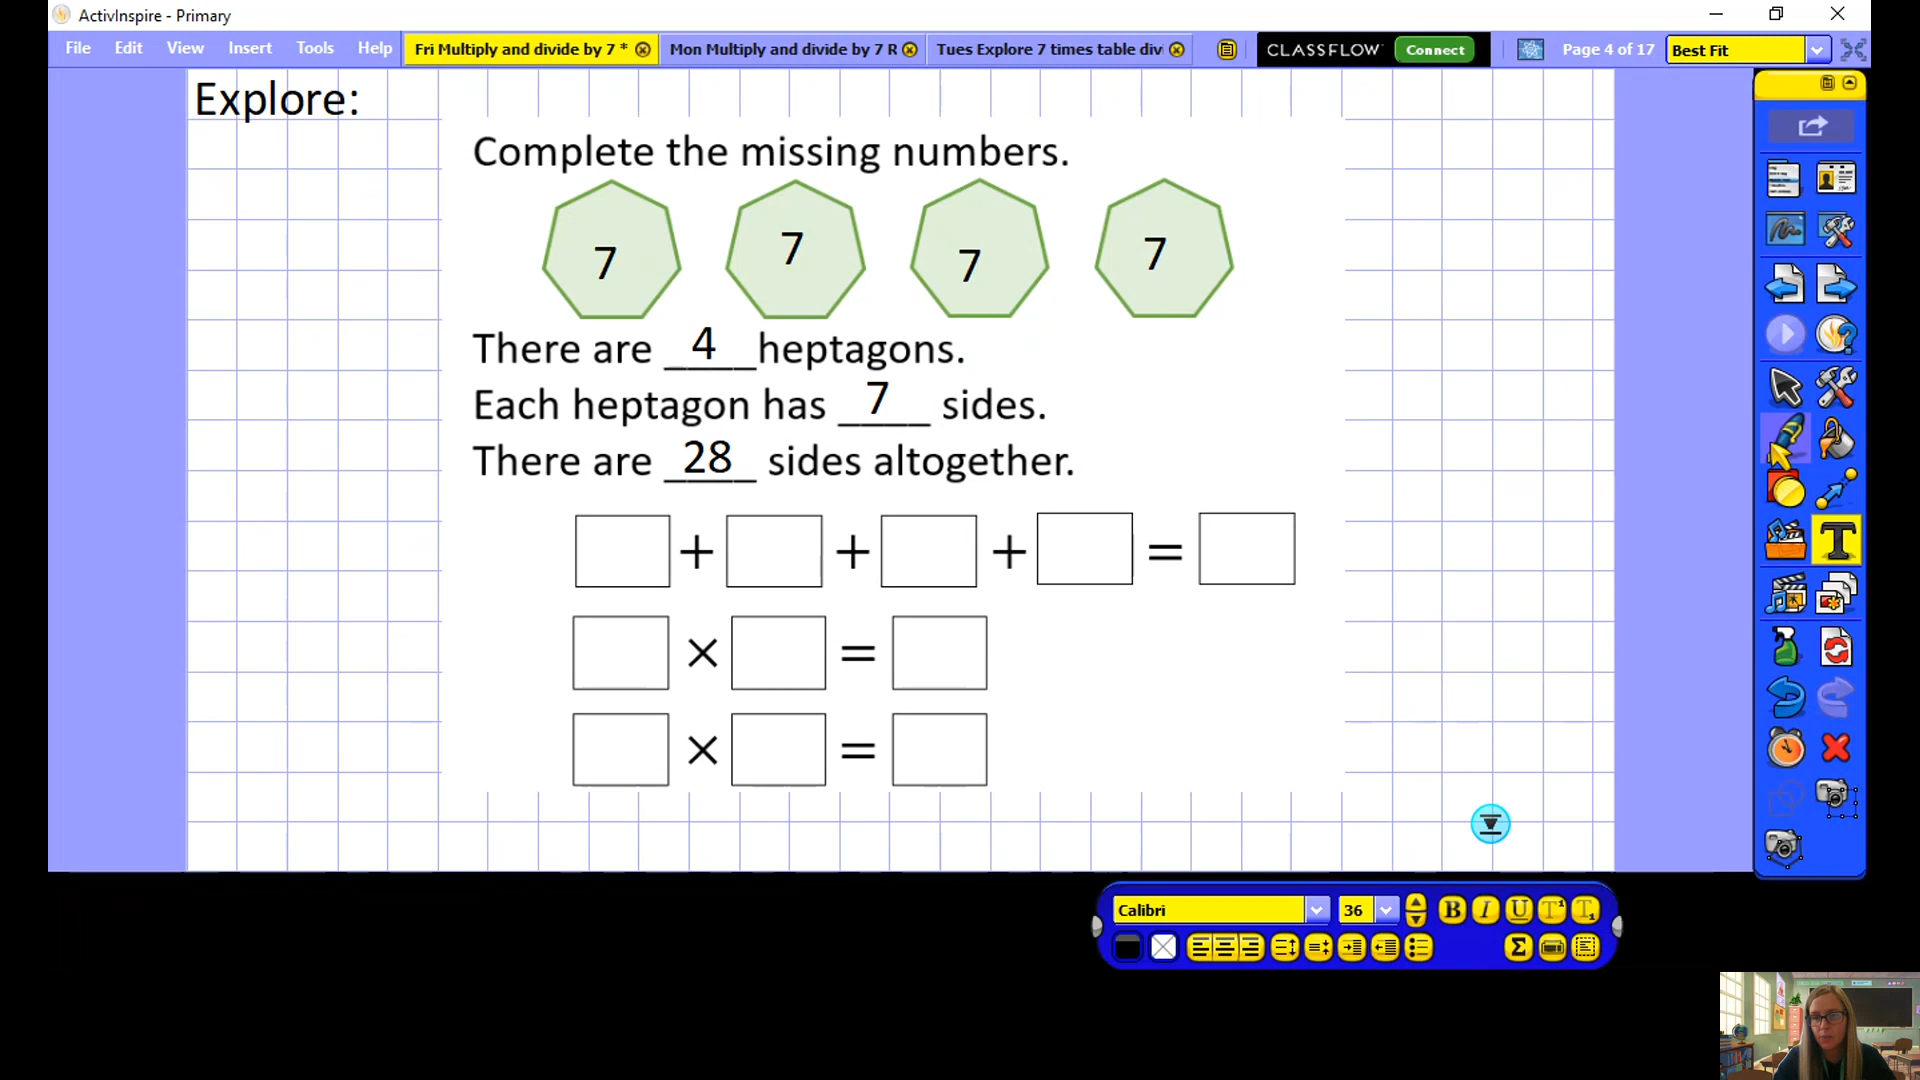 ActivInspire - Primary
File Edit View Insert Tools Help Fri Multiply and divide by 7 * Mon Multiply and divide by 7 R Tues Explore 7 times table div CLASSFLOW Connect Page 4 of 17 Best Fit
Explore:
Complete the missing numbers.
7 7 7 7
There are 4 heptagons.
Each heptagon has 7 sides.
There are 28 sides altogether.
+ + + =
× =
× =
Calibri 36 B I U T¹ T₁